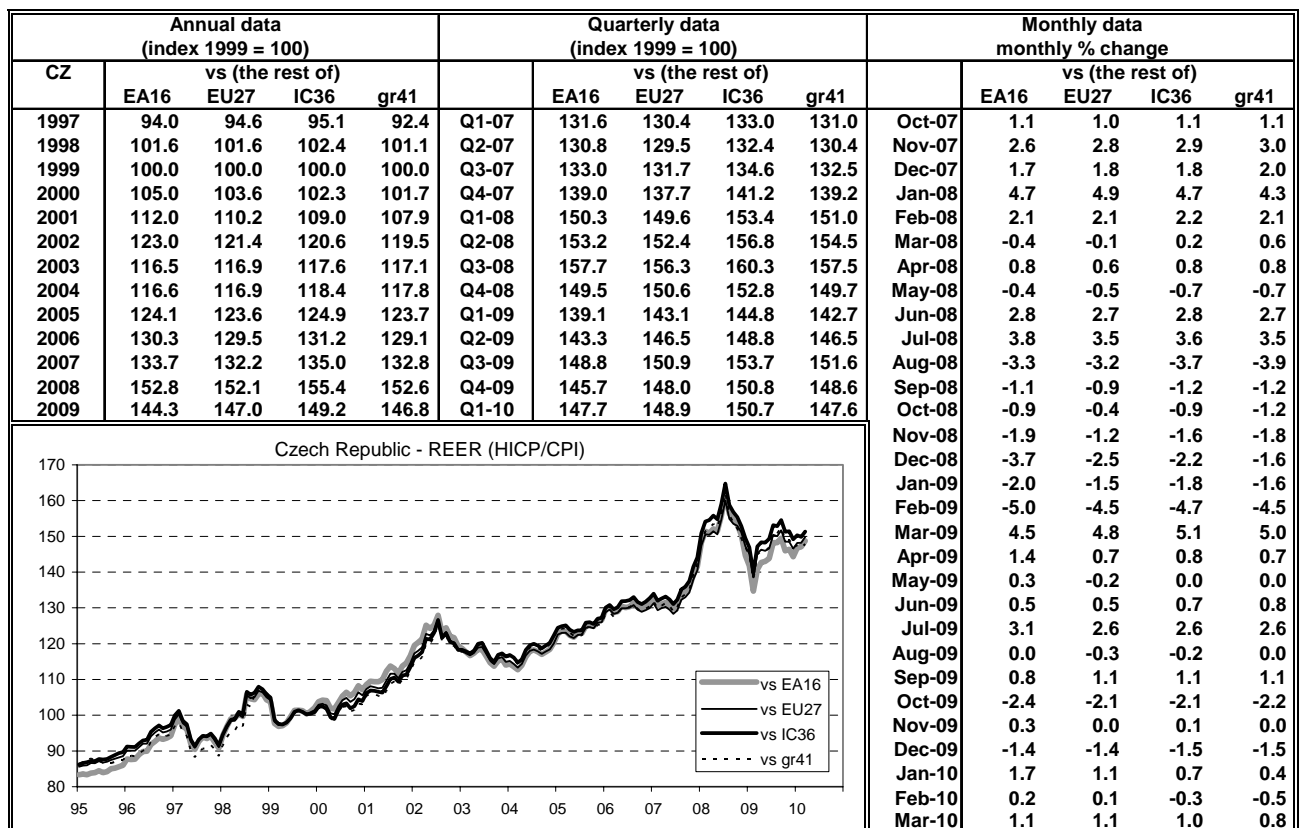 Annual data
(index 1999 = 100)
CZ vs (the rest of)
EA16 EU27 IC36 gr41
1997 94.0 94.6 95.1 92.4
1998 101.6 101.6 102.4 101.1
1999 100.0 100.0 100.0 100.0
2000 105.0 103.6 102.3 101.7
2001 112.0 110.2 109.0 107.9
2002 123.0 121.4 120.6 119.5
2003 116.5 116.9 117.6 117.1
2004 116.6 116.9 118.4 117.8
2005 124.1 123.6 124.9 123.7
2006 130.3 129.5 131.2 129.1
2007 133.7 132.2 135.0 132.8
2008 152.8 152.1 155.4 152.6
2009 144.3 147.0 149.2 146.8
Quarterly data
(index 1999 = 100)
vs (the rest of)
EA16 EU27 IC36 gr41
Q1-07 131.6 130.4 133.0 131.0
Q2-07 130.8 129.5 132.4 130.4
Q3-07 133.0 131.7 134.6 132.5
Q4-07 139.0 137.7 141.2 139.2
Q1-08 150.3 149.6 153.4 151.0
Q2-08 153.2 152.4 156.8 154.5
Q3-08 157.7 156.3 160.3 157.5
Q4-08 149.5 150.6 152.8 149.7
Q1-09 139.1 143.1 144.8 142.7
Q2-09 143.3 146.5 148.8 146.5
Q3-09 148.8 150.9 153.7 151.6
Q4-09 145.7 148.0 150.8 148.6
Q1-10 147.7 148.9 150.7 147.6
Monthly data
monthly % change
vs (the rest of)
EA16 EU27 IC36 gr41
Oct-07 1.1 1.0 1.1 1.1
Nov-07 2.6 2.8 2.9 3.0
Dec-07 1.7 1.8 1.8 2.0
Jan-08 4.7 4.9 4.7 4.3
Feb-08 2.1 2.1 2.2 2.1
Mar-08 -0.4 -0.1 0.2 0.6
Apr-08 0.8 0.6 0.8 0.8
May-08 -0.4 -0.5 -0.7 -0.7
Jun-08 2.8 2.7 2.8 2.7
Jul-08 3.8 3.5 3.6 3.5
Aug-08 -3.3 -3.2 -3.7 -3.9
Sep-08 -1.1 -0.9 -1.2 -1.2
Oct-08 -0.9 -0.4 -0.9 -1.2
Nov-08 -1.9 -1.2 -1.6 -1.8
Dec-08 -3.7 -2.5 -2.2 -1.6
Jan-09 -2.0 -1.5 -1.8 -1.6
Feb-09 -5.0 -4.5 -4.7 -4.5
Mar-09 4.5 4.8 5.1 5.0
Apr-09 1.4 0.7 0.8 0.7
May-09 0.3 -0.2 0.0 0.0
Jun-09 0.5 0.5 0.7 0.8
Jul-09 3.1 2.6 2.6 2.6
Aug-09 0.0 -0.3 -0.2 0.0
Sep-09 0.8 1.1 1.1 1.1
Oct-09 -2.4 -2.1 -2.1 -2.2
Nov-09 0.3 0.0 0.1 0.0
Dec-09 -1.4 -1.4 -1.5 -1.5
Jan-10 1.7 1.1 0.7 0.4
Feb-10 0.2 0.1 -0.3 -0.5
Mar-10 1.1 1.1 1.0 0.8
Czech Republic - REER (HICP/CPI)
170
160
150
140
130
120
110
100
90
80
vs EA16
vs EU27
vs IC36
vs gr41
95 96 97 98 99 00 01 02 03 04 05 06 07 08 09 10